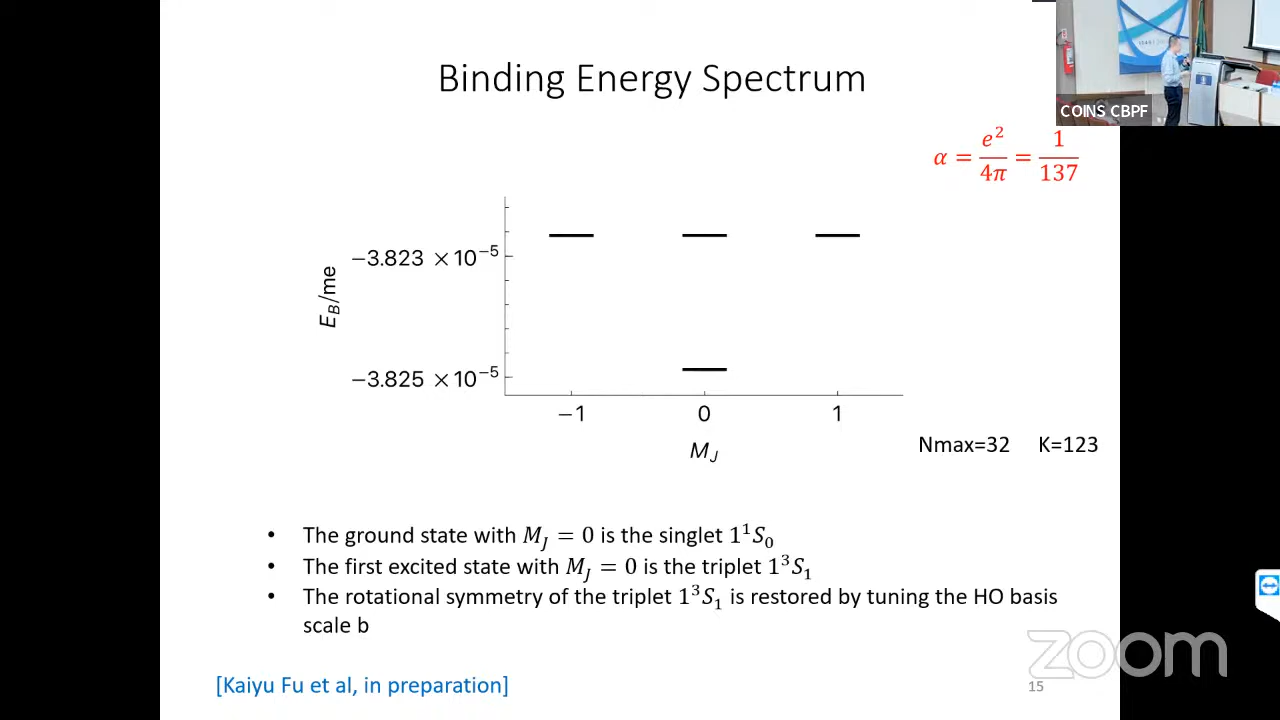 Binding Energy Spectrum
COINS CBPF
α = e²/4π = 1/137
−3.823 ×10⁻⁵
E_B/me
−3.825 ×10⁻⁵
−1 0 1
M_J
Nmax=32 K=123
• The ground state with M_J = 0 is the singlet 1¹S₀
• The first excited state with M_J = 0 is the triplet 1³S₁
• The rotational symmetry of the triplet 1³S₁ is restored by tuning the HO basis
scale b
zoom
[Kaiyu Fu et al, in preparation]
15